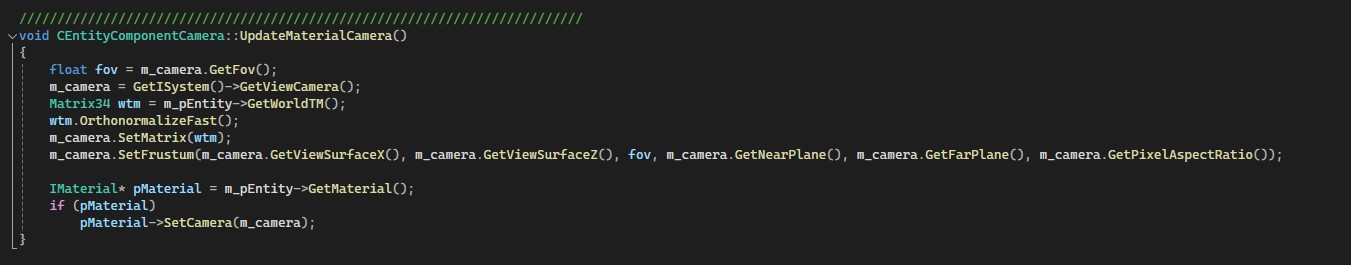 ///////////////////////////////////////////////////////////////////////////
void CEntityComponentCamera::UpdateMaterialCamera()
{
    float fov = m_camera.GetFov();
    m_camera = GetISystem()->GetViewCamera();
    Matrix34 wtm = m_pEntity->GetWorldTM();
    wtm.OrthonormalizeFast();
    m_camera.SetMatrix(wtm);
    m_camera.SetFrustum(m_camera.GetViewSurfaceX(), m_camera.GetViewSurfaceZ(), fov, m_camera.GetNearPlane(), m_camera.GetFarPlane(), m_camera.GetPixelAspectRatio());

    IMaterial* pMaterial = m_pEntity->GetMaterial();
    if (pMaterial)
        pMaterial->SetCamera(m_camera);
}